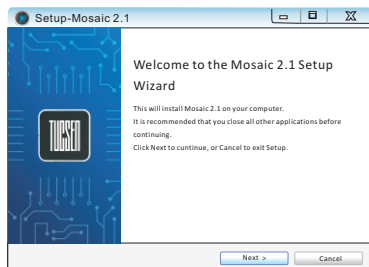 Setup-Mosaic 2.1
Welcome to the Mosaic 2.1 Setup
Wizard
This will install Mosaic 2.1 on your computer.
It is recommended that you close all other applications before
continuing.
Click Next to cuntinue, or Cancel to exit Setup.
TUCSEN
Next >
Cancel